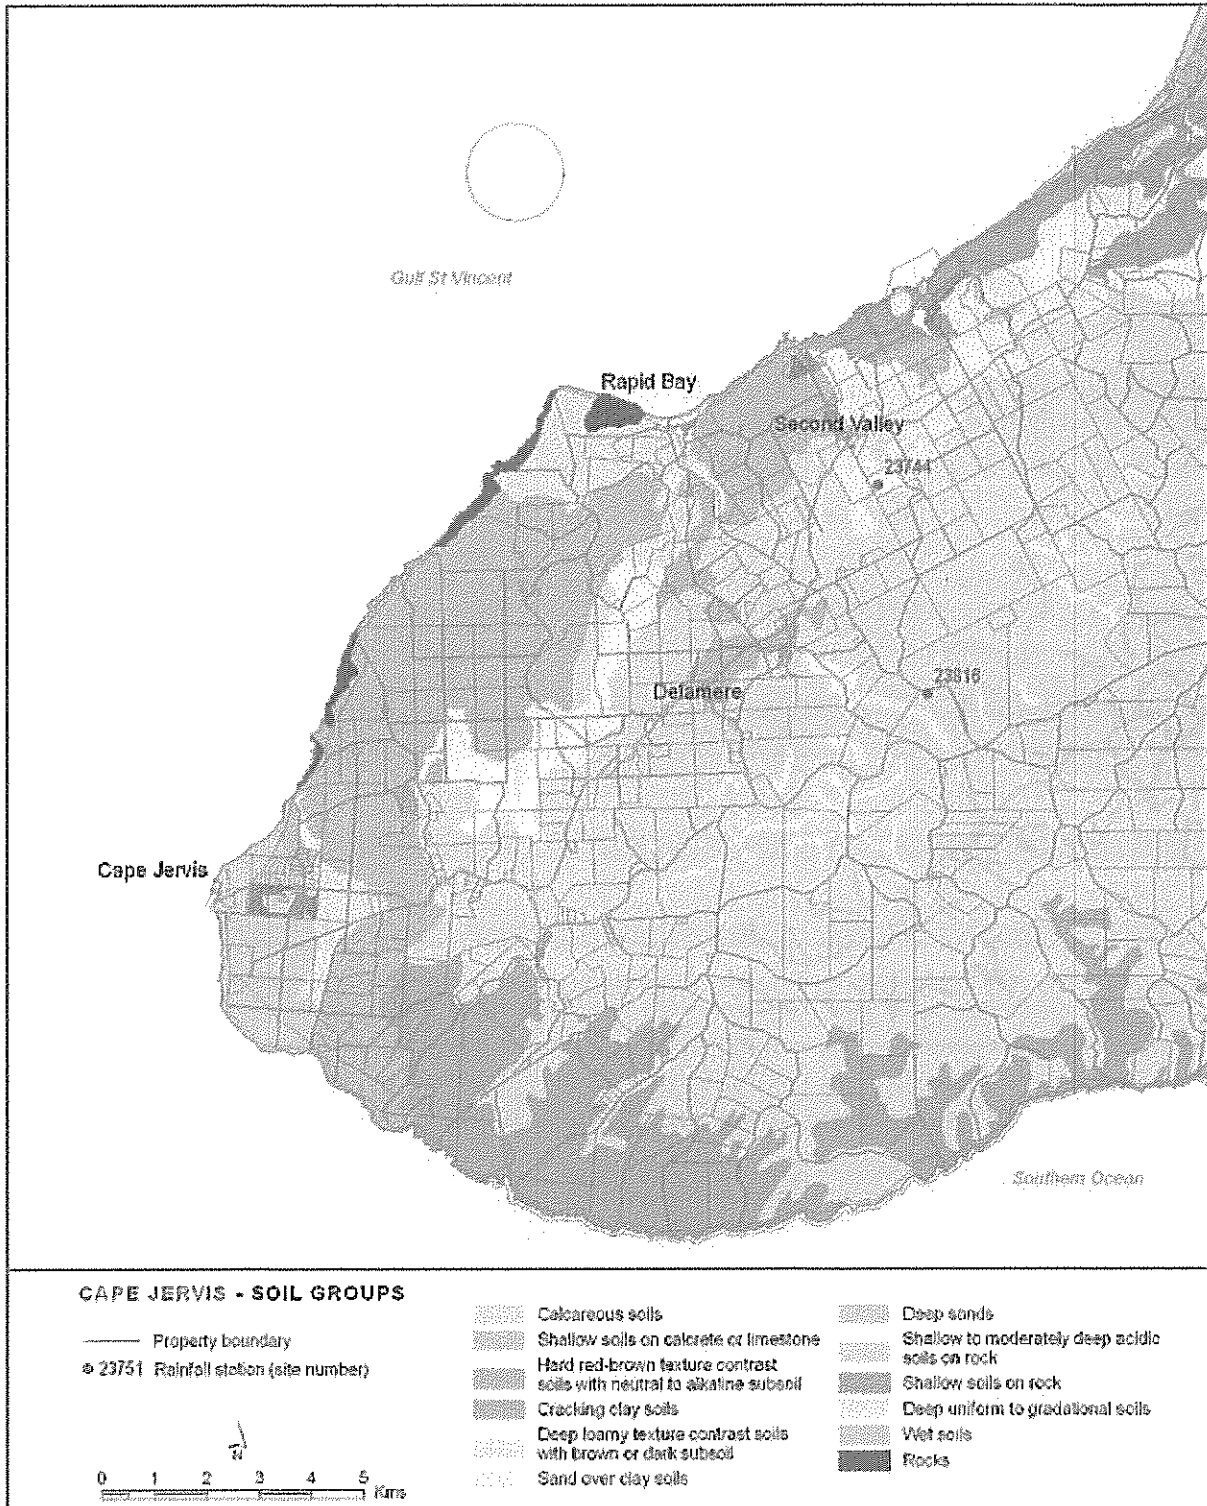 Gulf St Vincent
Rapid Bay
Second Valley
23744
Delamere
23816
Cape Jervis
Southern Ocean
CAPE JERVIS - SOIL GROUPS
Property boundary
23751 Rainfall station (site number)
N
0 1 2 3 4 5
Kms
Calcareous soils
Shallow soils on calcrete or limestone
Hard red-brown texture contrast
soils with neutral to alkaline subsoil
Cracking clay soils
Deep loamy texture contrast soils
with brown or dark subsoil
Sand over clay soils
Deep sands
Shallow to moderately deep acidic
soils on rock
Shallow soils on rock
Deep uniform to gradational soils
Wet soils
Rocks